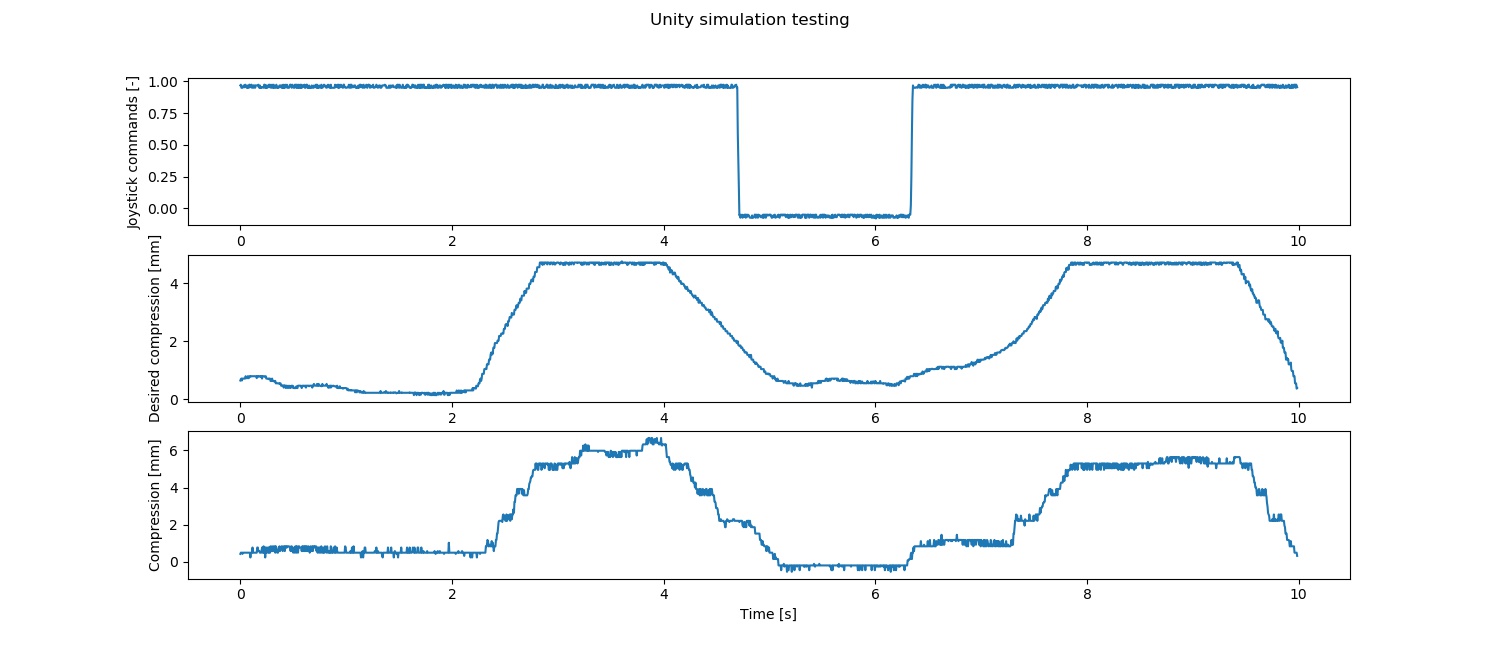 Unity simulation testing
Joystick commands [-]
1.00
0.75
0.50
0.25
0.00
0 2 4 6 8 10
Desired compression [mm]
4
2
0
0 2 4 6 8 10
Compression [mm]
6
4
2
0
0 2 4 6 8 10
Time [s]